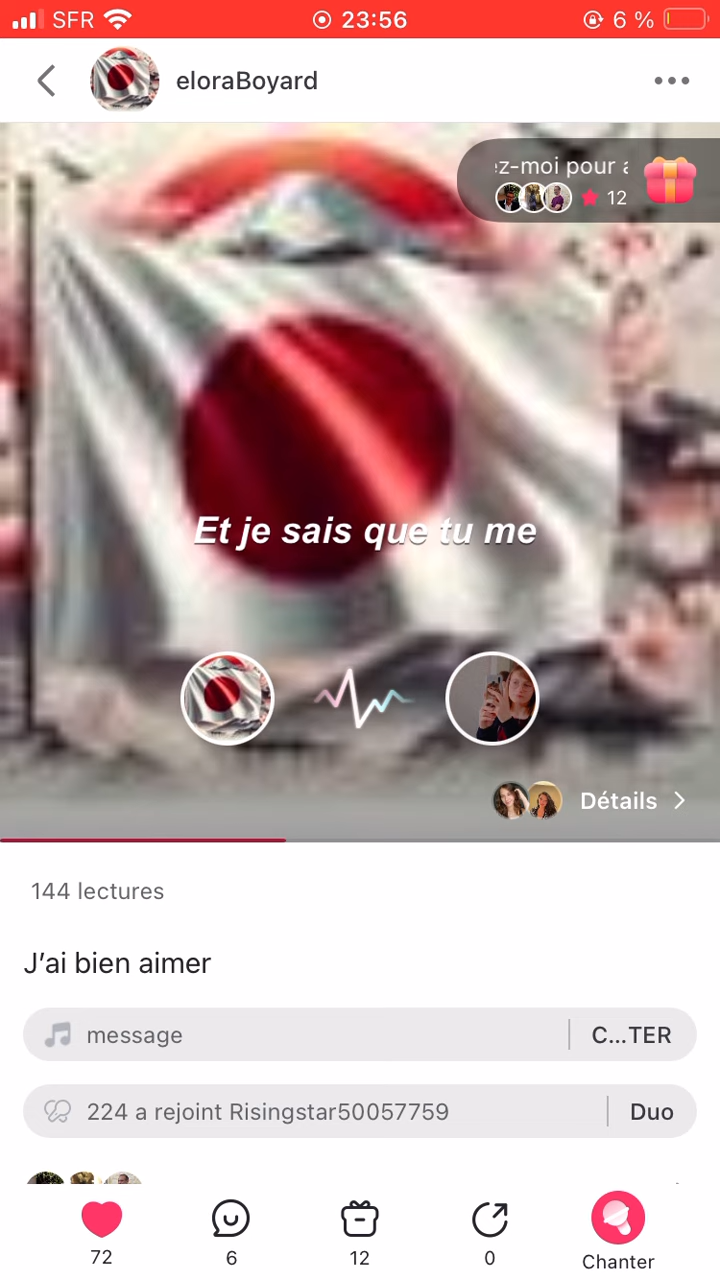 SFR 23:56 6 %
eloraBoyard
ez-moi pour a
12
Et je sais que tu me
Détails
144 lectures
J’ai bien aimer
message C...TER
224 a rejoint Risingstar50057759 Duo
72 6 12 0 Chanter